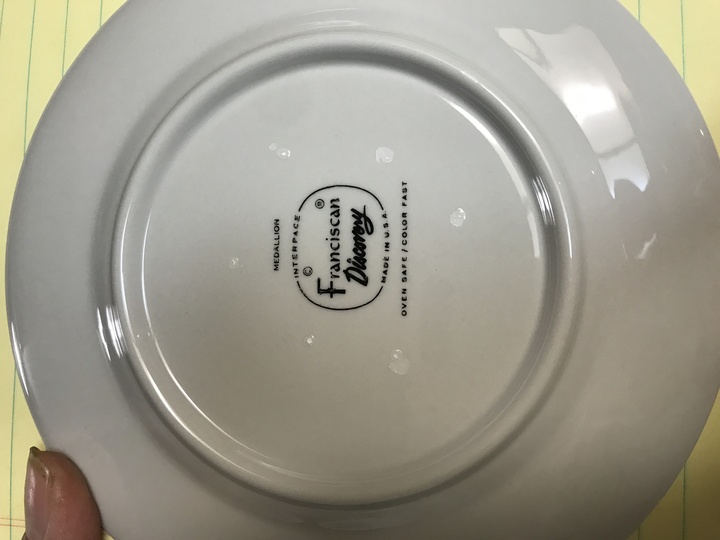 MEDALLION
INTERPACE
© Franciscan ®
Discovery
MADE IN U.S.A.
OVEN SAFE / COLOR FAST